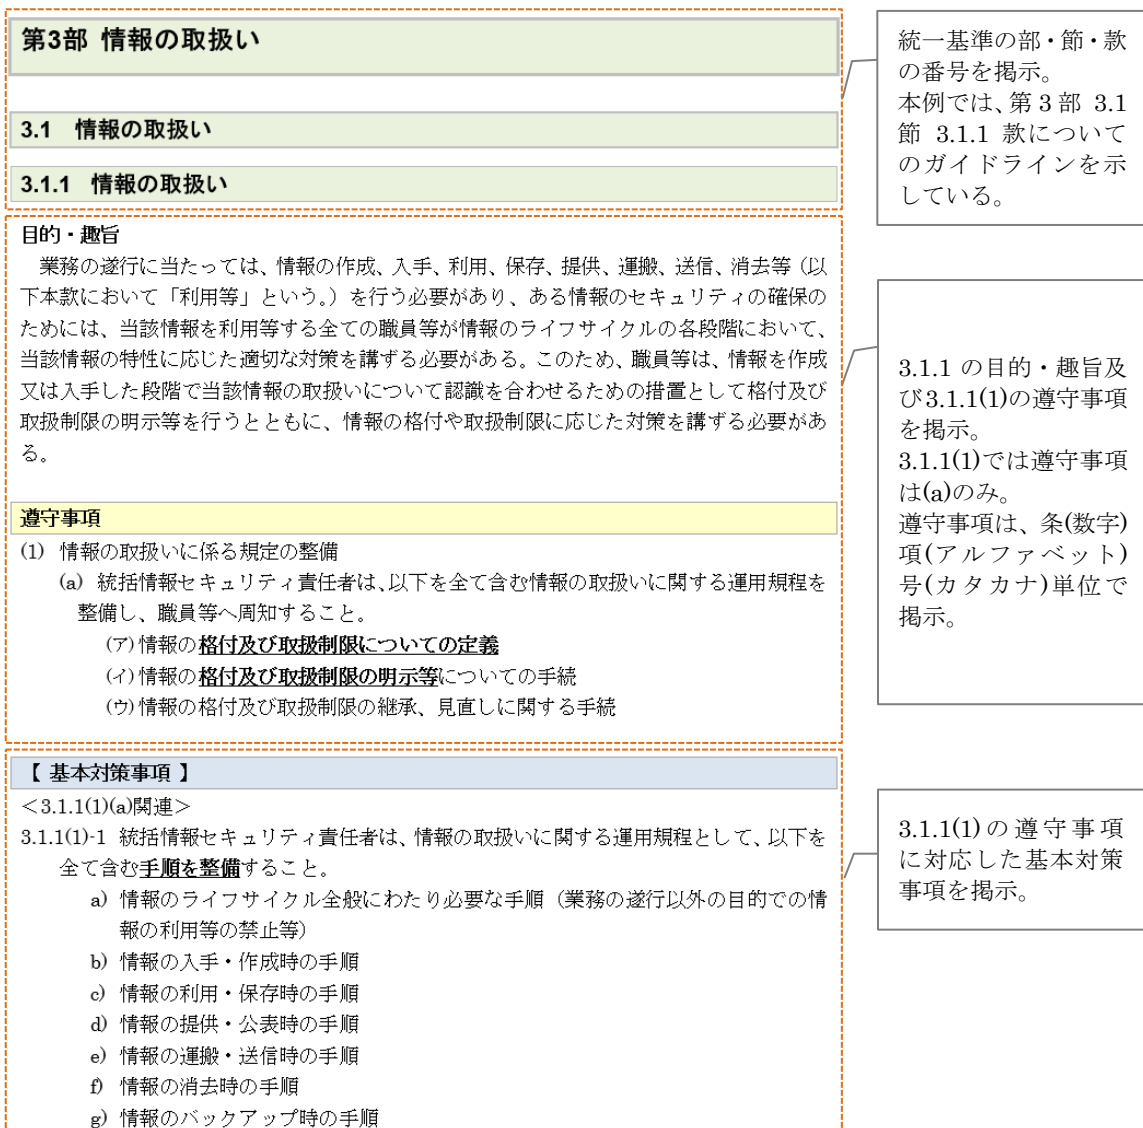 第3部 情報の取扱い
3.1 情報の取扱い
3.1.1 情報の取扱い
統一基準の部・節・款
の番号を掲示。
本例では、第 3 部 3.1
節 3.1.1 款について
のガイドラインを示
している。
目的・趣旨
業務の遂行に当たっては、情報の作成、入手、利用、保存、提供、運搬、送信、消去等（以
下本款において「利用等」という。）を行う必要があり、ある情報のセキュリティの確保の
ためには、当該情報を利用等する全ての職員等が情報のライフサイクルの各段階において、
当該情報の特性に応じた適切な対策を講ずる必要がある。このため、職員等は、情報を作成
又は入手した段階で当該情報の取扱いについて認識を合わせるための措置として格付及び
取扱制限の明示等を行うとともに、情報の格付や取扱制限に応じた対策を講ずる必要があ
る。
遵守事項
(1) 情報の取扱いに係る規定の整備
(a) 統括情報セキュリティ責任者は、以下を全て含む情報の取扱いに関する運用規程を
整備し、職員等へ周知すること。
(ア) 情報の格付及び取扱制限についての定義
(イ) 情報の格付及び取扱制限の明示等についての手続
(ウ) 情報の格付及び取扱制限の継承、見直しに関する手続
3.1.1 の目的・趣旨及
び3.1.1(1)の遵守事項
を掲示。
3.1.1(1)では遵守事項
は(a)のみ。
遵守事項は、条(数字)
項(アルファベット)
号(カタカナ)単位で
掲示。
【 基本対策事項 】
＜3.1.1(1)(a)関連＞
3.1.1(1)-1 統括情報セキュリティ責任者は、情報の取扱いに関する運用規程として、以下を
全て含む手順を整備すること。
a) 情報のライフサイクル全般にわたり必要な手順（業務の遂行以外の目的での情
報の利用等の禁止等）
b) 情報の入手・作成時の手順
c) 情報の利用・保存時の手順
d) 情報の提供・公表時の手順
e) 情報の運搬・送信時の手順
f) 情報の消去時の手順
g) 情報のバックアップ時の手順
3.1.1(1) の 遵 守 事 項
に対応した基本対策
事項を掲示。